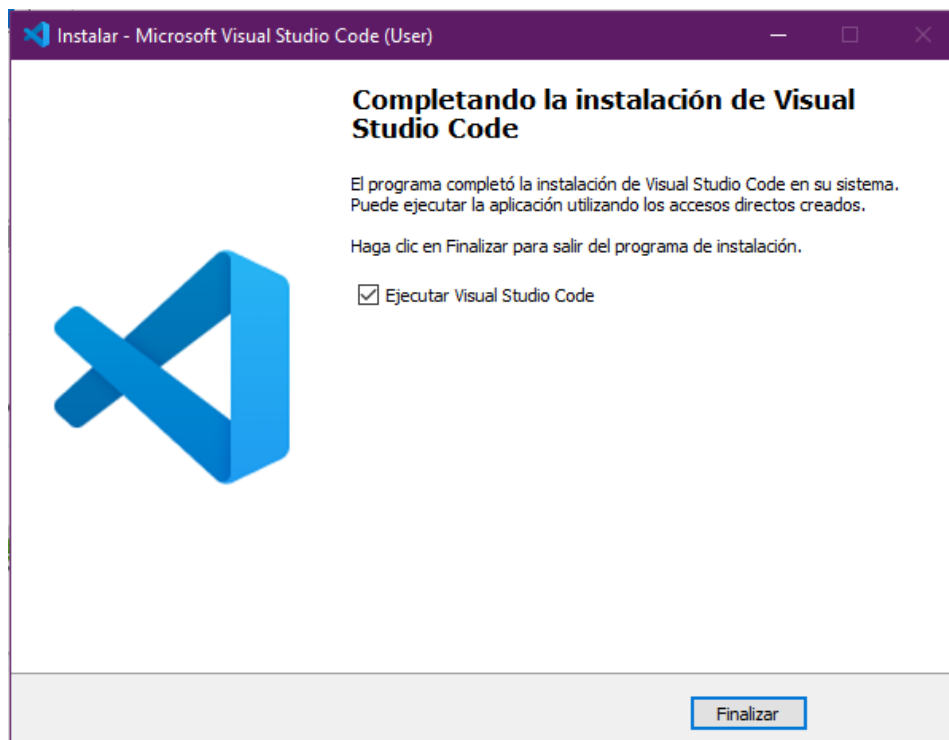 Instalar - Microsoft Visual Studio Code (User)
Completando la instalación de Visual
Studio Code
El programa completó la instalación de Visual Studio Code en su sistema.
Puede ejecutar la aplicación utilizando los accesos directos creados.
Haga clic en Finalizar para salir del programa de instalación.
Ejecutar Visual Studio Code
Finalizar